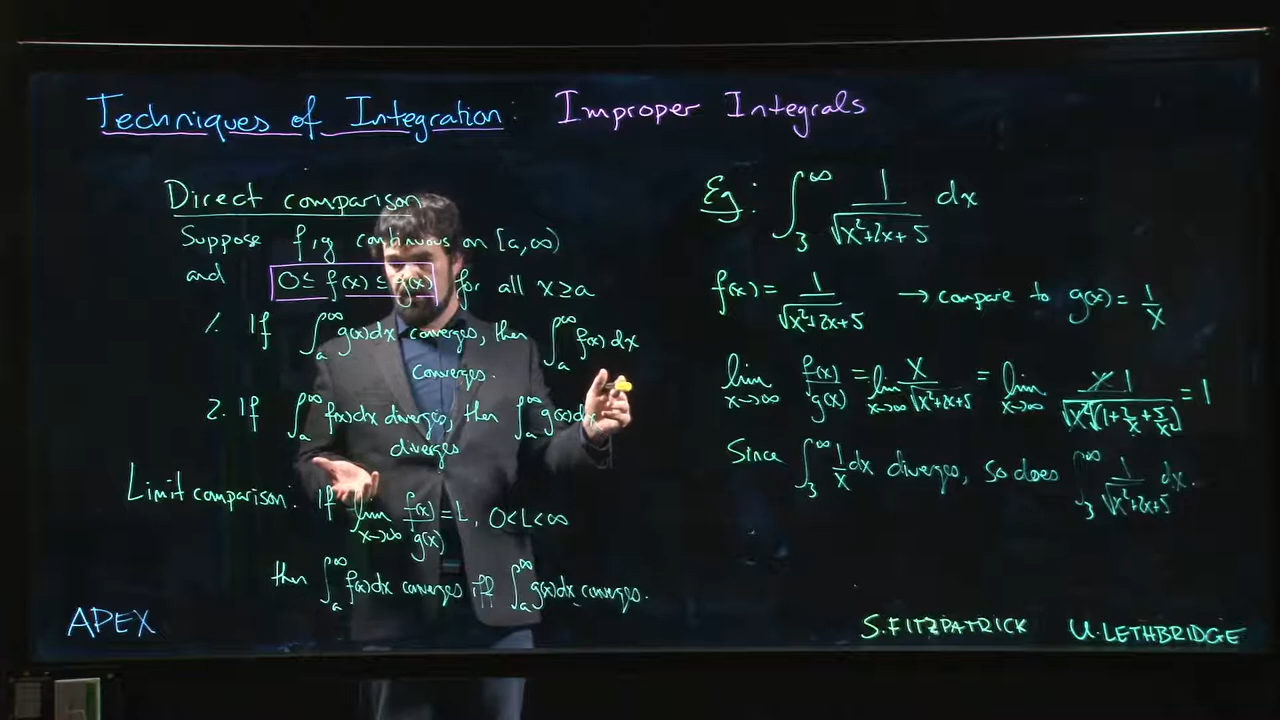 Techniques of Integration: Improper Integrals
Direct comparison
Suppose f,g continuous on [a,∞)
and 0≤ f(x) ≤ g(x) for all x≥a
1. If ∫_a^∞ g(x)dx converges, then ∫_a^∞ f(x)dx
converges.
2. If ∫_a^∞ f(x)dx diverges, then ∫_a^∞ g(x)dx
diverges
Limit comparison: If lim_{x→∞} f(x)/g(x) = L, 0<L<∞
then ∫_a^∞ f(x)dx converges iff ∫_a^∞ g(x)dx converges.
APEX
Eg: ∫_3^∞ 1/√(x²+2x+5) dx
f(x) = 1/√(x²+2x+5) → compare to g(x) = 1/x
lim_{x→∞} f(x)/g(x) = lim_{x→∞} x/√(x²+2x+5) = lim_{x→∞} x 1/(√x² √(1+2/x+5/x²)) = 1
Since ∫_3^∞ 1/x dx diverges, so does ∫_3^∞ 1/√(x²+2x+5) dx.
S.FITZPATRICK U.LETHBRIDGE